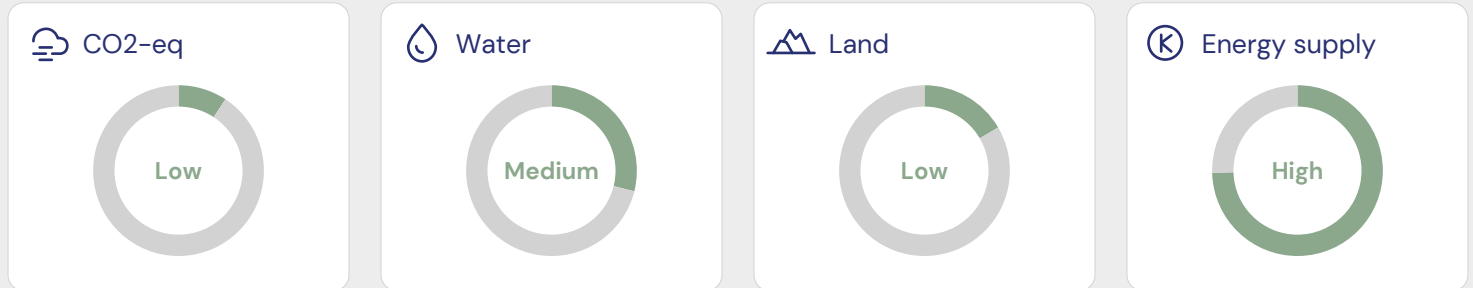 CO2-eq
Low
Water
Medium
Land
Low
Energy supply
High